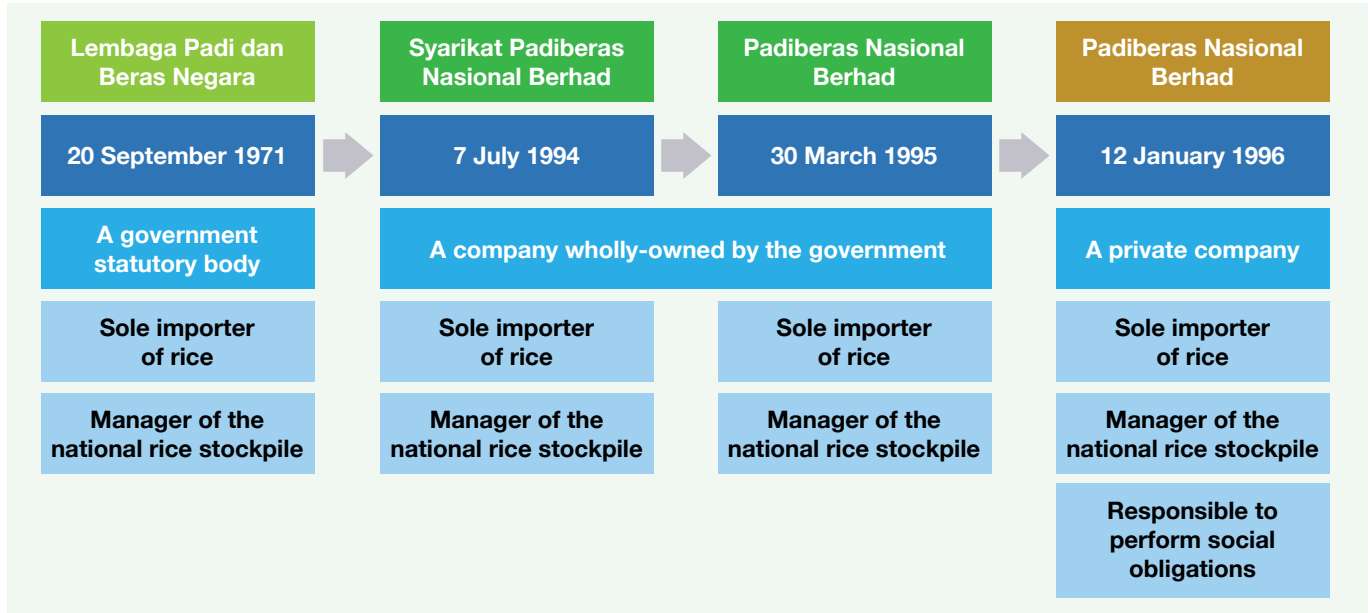 Lembaga Padi dan
Beras Negara
Syarikat Padiberas
Nasional Berhad
Padiberas Nasional
Berhad
Padiberas Nasional
Berhad
20 September 1971
7 July 1994
30 March 1995
12 January 1996
A government
statutory body
A company wholly-owned by the government
A private company
Sole importer
of rice
Sole importer
of rice
Sole importer
of rice
Sole importer
of rice
Manager of the
national rice stockpile
Manager of the
national rice stockpile
Manager of the
national rice stockpile
Manager of the
national rice stockpile
Responsible to
perform social
obligations